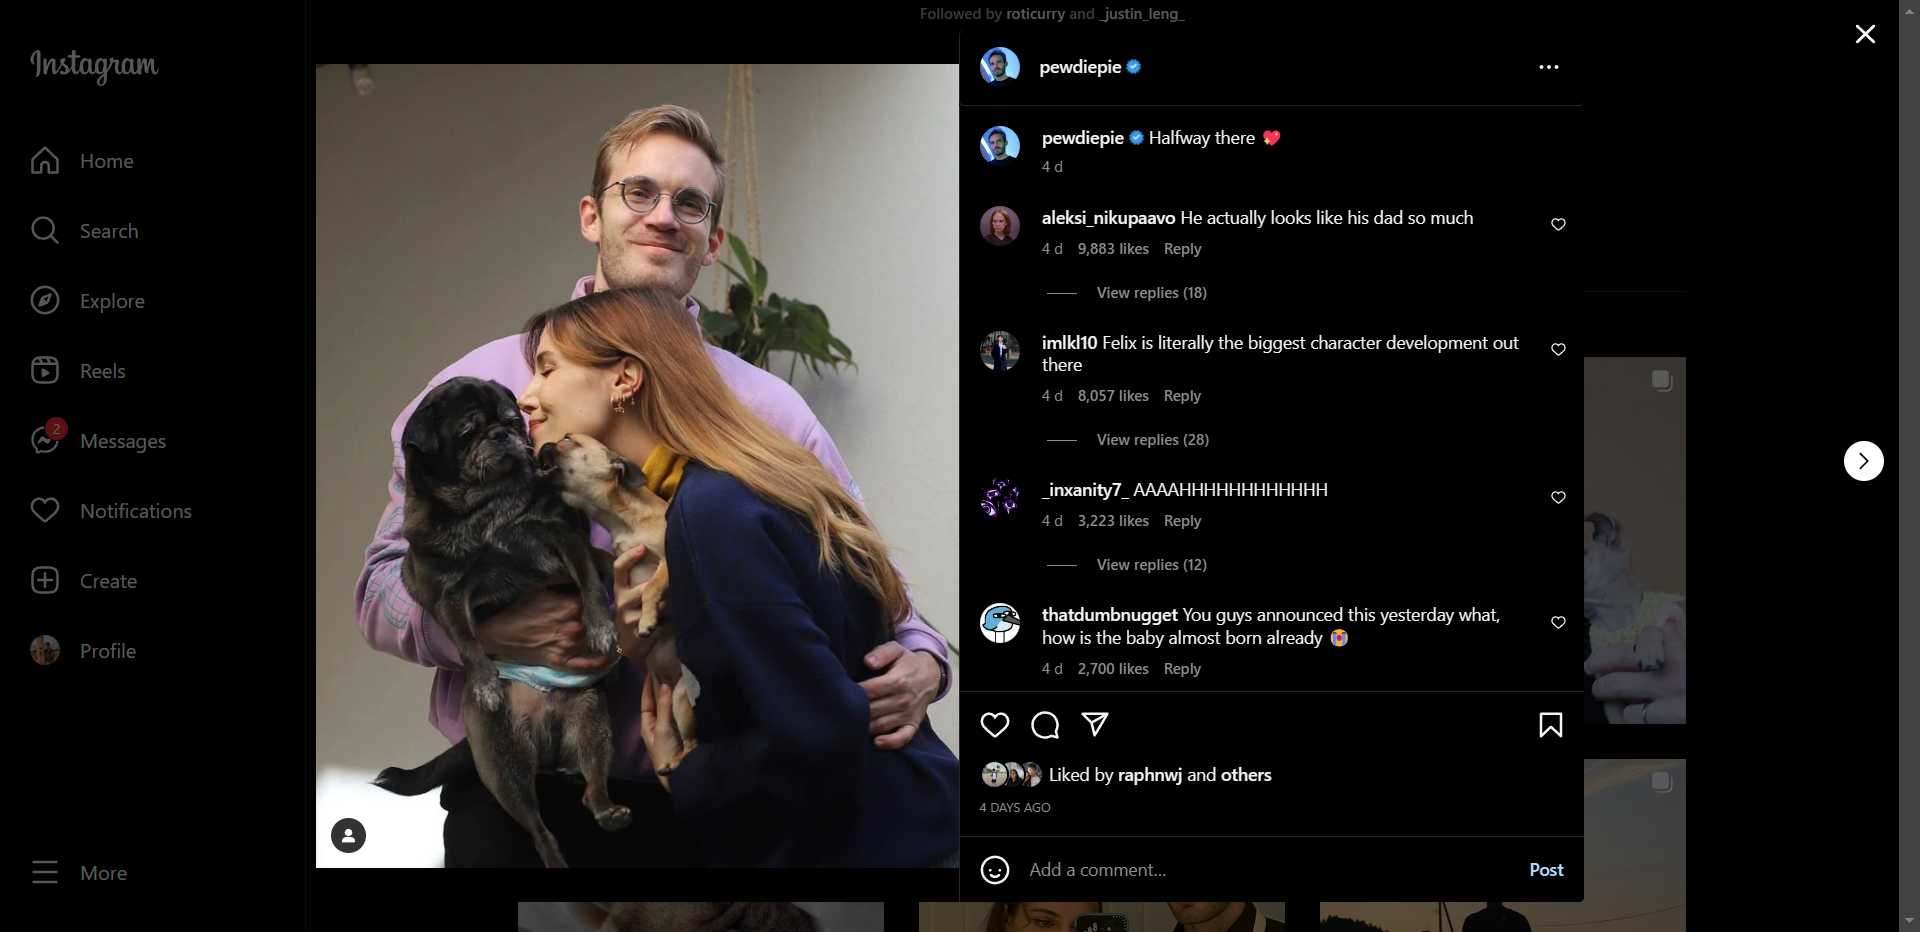 Followed by roticurry and _justin_leng_
Instagram
Home
Search
Explore
Reels
2
Messages
Notifications
Create
Profile
More
pewdiepie
pewdiepie Halfway there 💖
4 d
aleksi_nikupaavo He actually looks like his dad so much
4 d 9,883 likes Reply
View replies (18)
imlkl10 Felix is literally the biggest character development out
there
4 d 8,057 likes Reply
View replies (28)
_inxanity7_ AAAAHHHHHHHHHHHH
4 d 3,223 likes Reply
View replies (12)
thatdumbnugget You guys announced this yesterday what,
how is the baby almost born already 😭
4 d 2,700 likes Reply
Liked by raphnwj and others
4 DAYS AGO
Add a comment...
Post